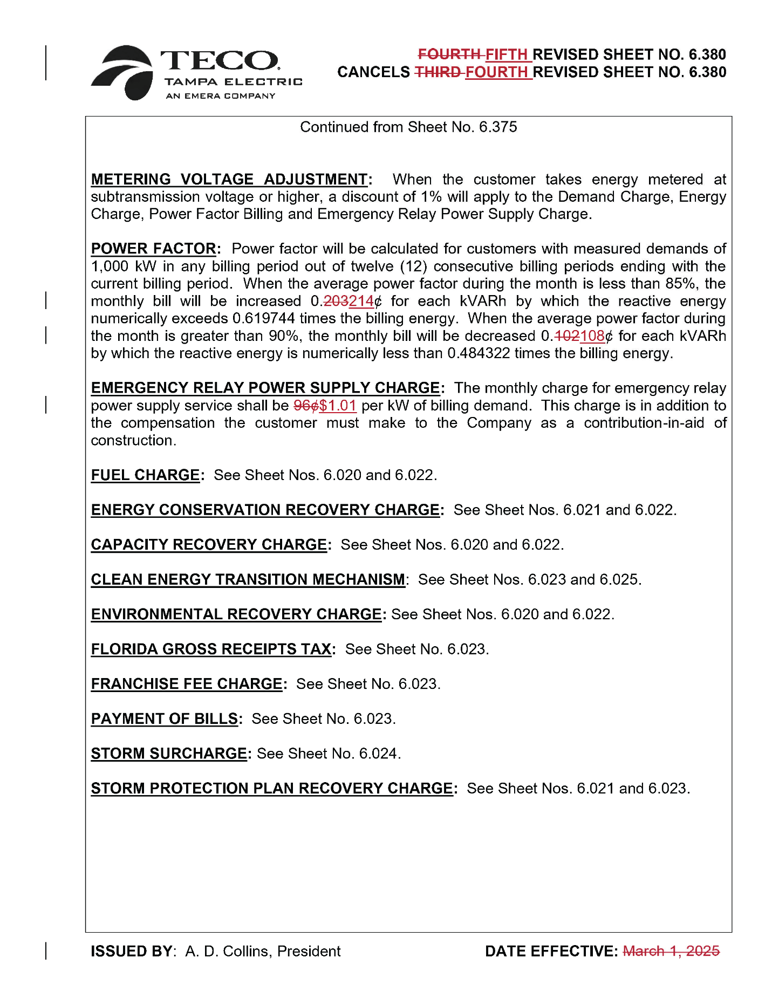 TECO.
TAMPA ELECTRIC
AN EMERA COMPANY
FOURTH FIFTH REVISED SHEET NO. 6.380
CANCELS THIRD FOURTH REVISED SHEET NO. 6.380
Continued from Sheet No. 6.375
METERING VOLTAGE ADJUSTMENT: When the customer takes energy metered at
subtransmission voltage or higher, a discount of 1% will apply to the Demand Charge, Energy
Charge, Power Factor Billing and Emergency Relay Power Supply Charge.
POWER FACTOR: Power factor will be calculated for customers with measured demands of
1,000 kW in any billing period out of twelve (12) consecutive billing periods ending with the
current billing period. When the average power factor during the month is less than 85%, the
monthly bill will be increased 0.203214¢ for each kVARh by which the reactive energy
numerically exceeds 0.619744 times the billing energy. When the average power factor during
the month is greater than 90%, the monthly bill will be decreased 0.102108¢ for each kVARh
by which the reactive energy is numerically less than 0.484322 times the billing energy.
EMERGENCY RELAY POWER SUPPLY CHARGE: The monthly charge for emergency relay
power supply service shall be 96¢$1.01 per kW of billing demand. This charge is in addition to
the compensation the customer must make to the Company as a contribution-in-aid of
construction.
FUEL CHARGE: See Sheet Nos. 6.020 and 6.022.
ENERGY CONSERVATION RECOVERY CHARGE: See Sheet Nos. 6.021 and 6.022.
CAPACITY RECOVERY CHARGE: See Sheet Nos. 6.020 and 6.022.
CLEAN ENERGY TRANSITION MECHANISM: See Sheet Nos. 6.023 and 6.025.
ENVIRONMENTAL RECOVERY CHARGE: See Sheet Nos. 6.020 and 6.022.
FLORIDA GROSS RECEIPTS TAX: See Sheet No. 6.023.
FRANCHISE FEE CHARGE: See Sheet No. 6.023.
PAYMENT OF BILLS: See Sheet No. 6.023.
STORM SURCHARGE: See Sheet No. 6.024.
STORM PROTECTION PLAN RECOVERY CHARGE: See Sheet Nos. 6.021 and 6.023.
ISSUED BY: A. D. Collins, President
DATE EFFECTIVE: March 1, 2025